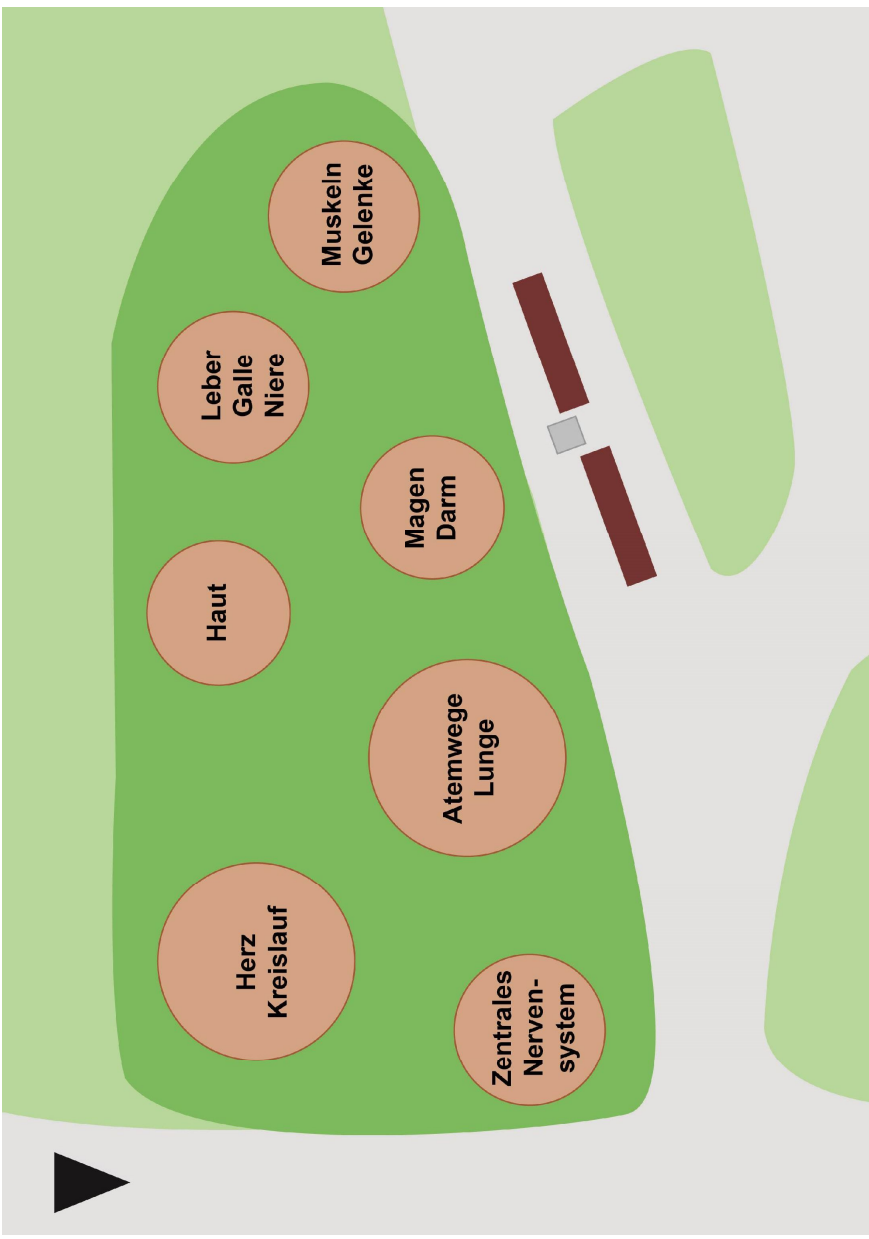 Herz
Kreislauf
Haut
Leber
Galle
Niere
Muskeln
Gelenke
Zentrales
Nerven-
system
Atemwege
Lunge
Magen
Darm